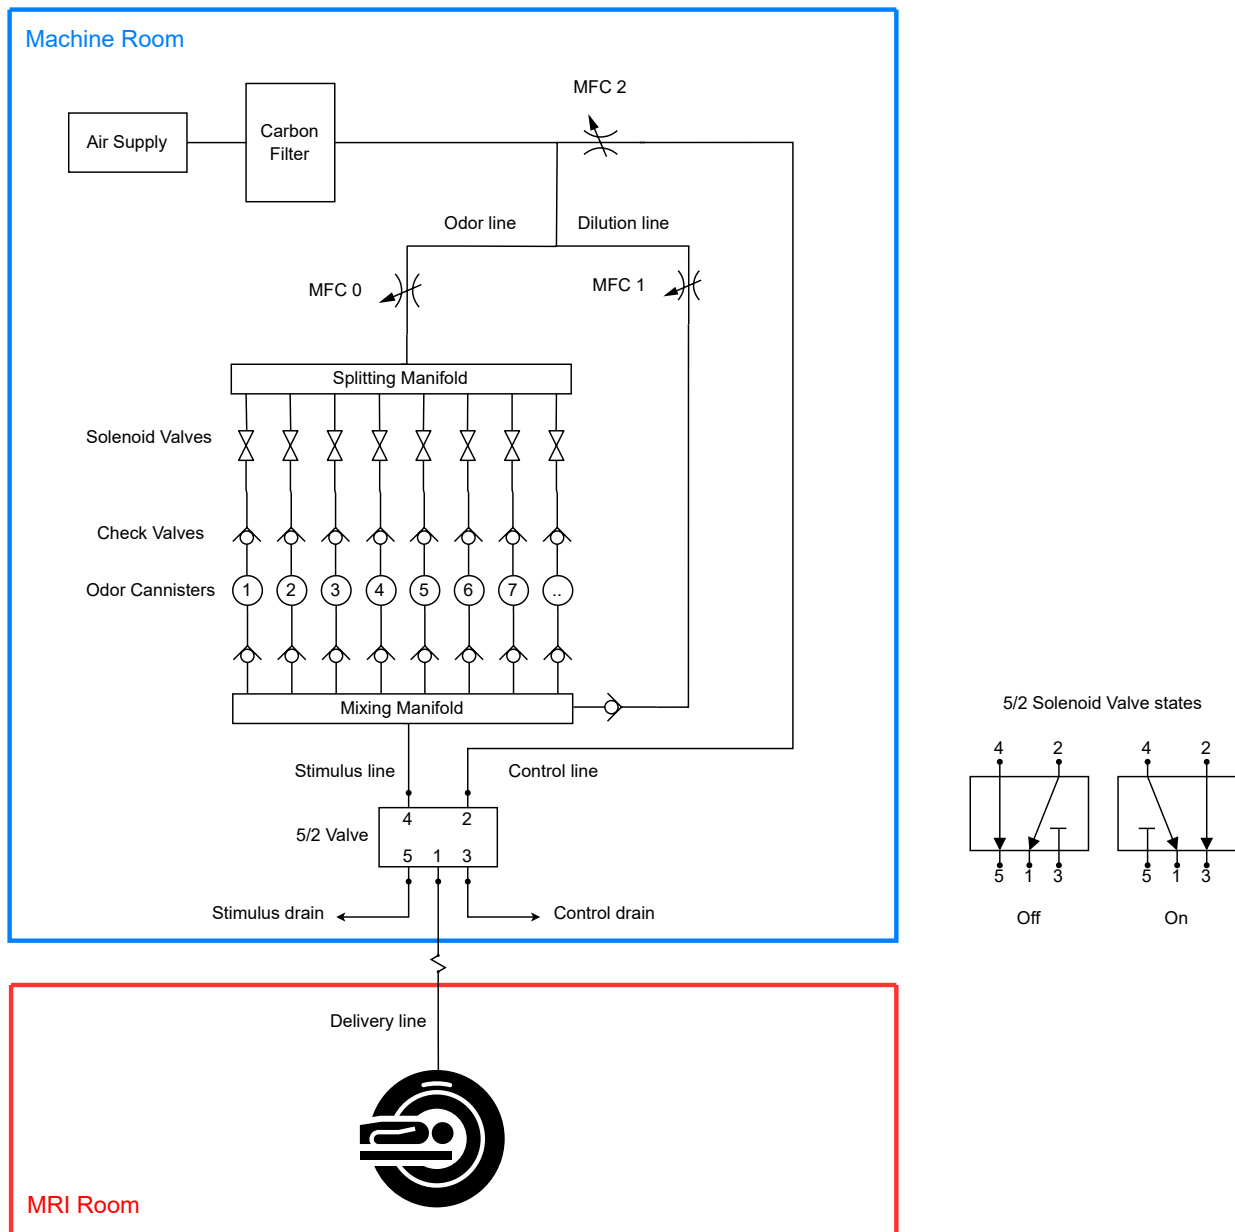 Machine Room
MFC 2
Air Supply
Carbon
Filter
Odor line
Dilution line
MFC 0
MFC 1
Splitting Manifold
Solenoid Valves
Check Valves
Odor Cannisters
1 2 3 4 5 6 7 ..
Mixing Manifold
Stimulus line
Control line
4 2
5/2 Valve
5 1 3
Stimulus drain
Control drain
5/2 Solenoid Valve states
4 2 4 2
5 1 3 5 1 3
Off On
Delivery line
MRI Room